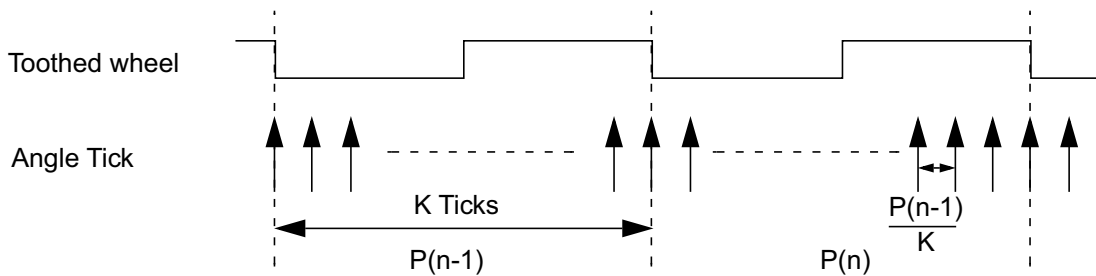 Toothed wheel
Angle Tick
K Ticks
P(n-1)
P(n)
P(n-1)
K